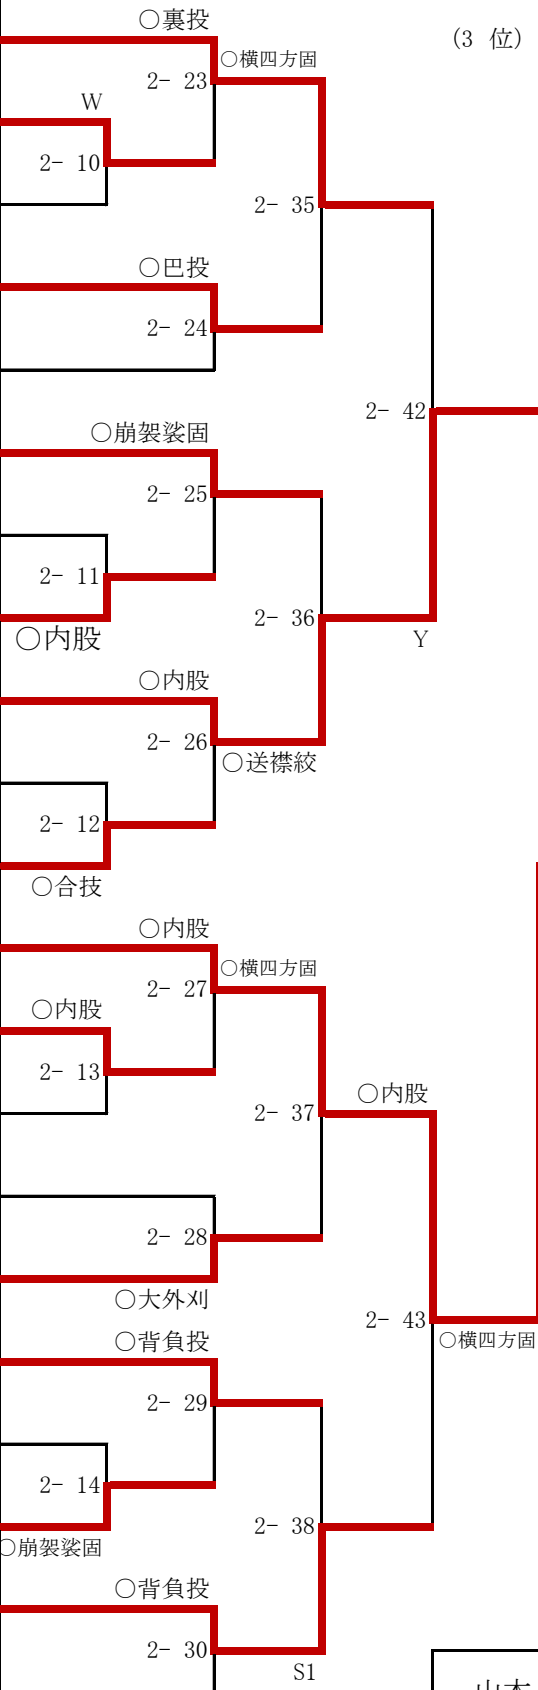 ○裏投
(3 位)
○横四方固
2- 23
W
2- 10
2- 35
○巴投
2- 24
2- 42
○崩袈裟固
2- 25
2- 11
2- 36
○内股
Y
○内股
2- 26
○送襟絞
2- 12
○合技
○内股
○横四方固
2- 27
○内股
2- 13
○内股
2- 37
2- 28
○大外刈
2- 43
○背負投
○横四方固
2- 29
2- 14
2- 38
○崩袈裟固
○背負投
2- 30
S1
山本